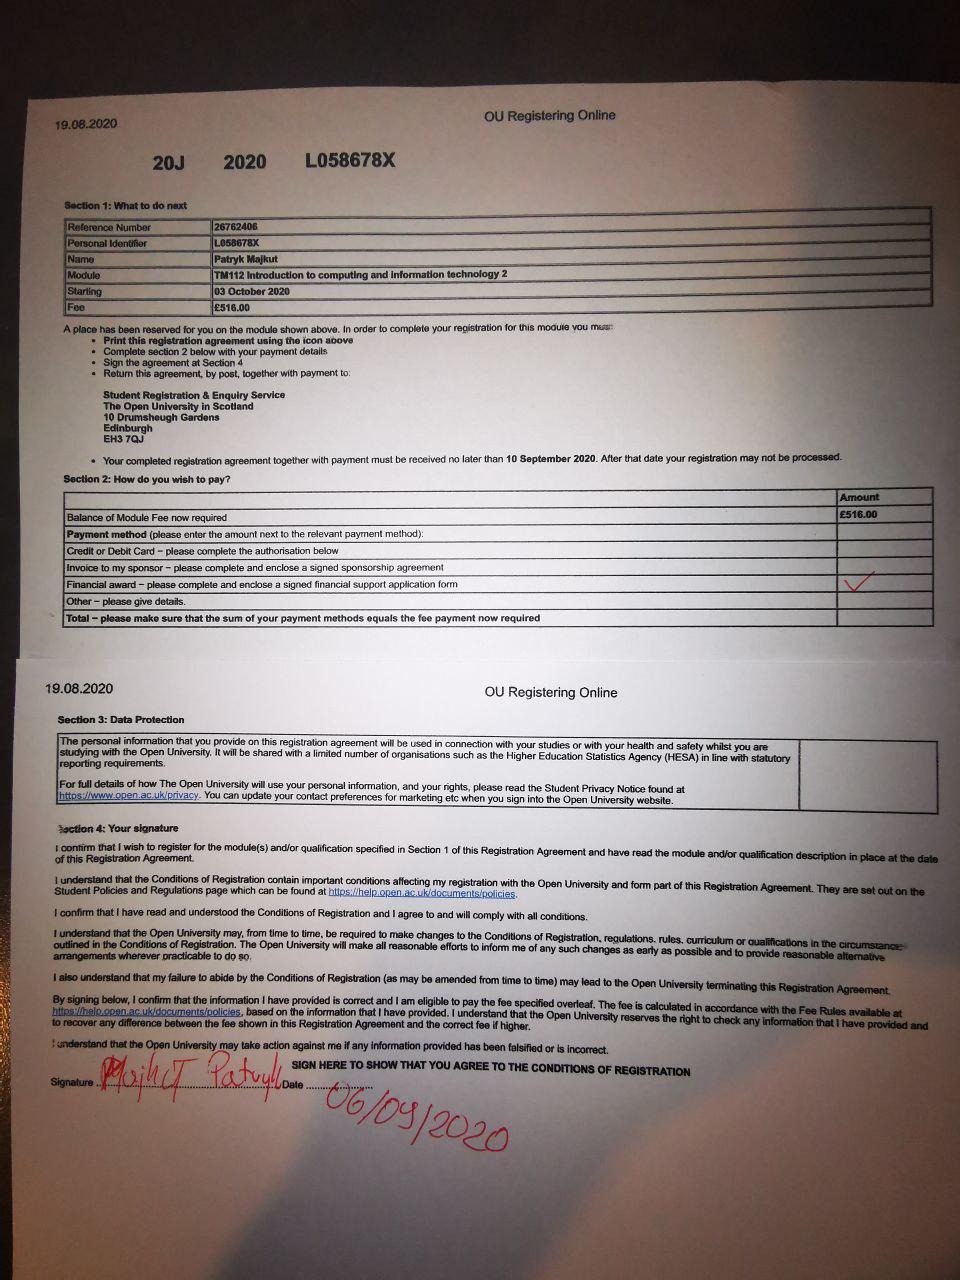 19.08.2020
OU Registering Online
20J 2020 L058678X
Section 1: What to do next
Reference Number 26762406
Personal Identifier L058678X
Name Patryk Majkut
Module TM112 Introduction to computing and information technology 2
Starting 03 October 2020
Fee £516.00
A place has been reserved for you on the module shown above. In order to complete your registration for this module you must:
• Print this registration agreement using the icon above
• Complete section 2 below with your payment details
• Sign the agreement at Section 4
• Return this agreement, by post, together with payment to:
Student Registration & Enquiry Service
The Open University in Scotland
10 Drumsheugh Gardens
Edinburgh
EH3 7QJ
• Your completed registration agreement together with payment must be received no later than 10 September 2020. After that date your registration may not be processed.
Section 2: How do you wish to pay?
Amount
Balance of Module Fee now required £516.00
Payment method (please enter the amount next to the relevant payment method):
Credit or Debit Card – please complete the authorisation below
Invoice to my sponsor – please complete and enclose a signed sponsorship agreement
Financial award – please complete and enclose a signed financial support application form
Other – please give details.
Total – please make sure that the sum of your payment methods equals the fee payment now required
19.08.2020
OU Registering Online
Section 3: Data Protection
The personal information that you provide on this registration agreement will be used in connection with your studies or with your health and safety whilst you are
studying with the Open University. It will be shared with a limited number of organisations such as the Higher Education Statistics Agency (HESA) in line with statutory
reporting requirements.
For full details of how The Open University will use your personal information, and your rights, please read the Student Privacy Notice found at
https://www.open.ac.uk/privacy. You can update your contact preferences for marketing etc when you sign into the Open University website.
Section 4: Your signature
I confirm that I wish to register for the module(s) and/or qualification specified in Section 1 of this Registration Agreement and have read the module and/or qualification description in place at the date
of this Registration Agreement.
I understand that the Conditions of Registration contain important conditions affecting my registration with the Open University and form part of this Registration Agreement. They are set out on the
Student Policies and Regulations page which can be found at https://help.open.ac.uk/documents/policies.
I confirm that I have read and understood the Conditions of Registration and I agree to and will comply with all conditions.
I understand that the Open University may, from time to time, be required to make changes to the Conditions of Registration, regulations, rules, curriculum or qualifications in the circumstance
outlined in the Conditions of Registration. The Open University will make all reasonable efforts to inform me of any such changes as early as possible and to provide reasonable alternative
arrangements wherever practicable to do so.
I also understand that my failure to abide by the Conditions of Registration (as may be amended from time to time) may lead to the Open University terminating this Registration Agreement.
By signing below, I confirm that the information I have provided is correct and I am eligible to pay the fee specified overleaf. The fee is calculated in accordance with the Fee Rules available at
https://help.open.ac.uk/documents/policies, based on the information that I have provided. I understand that the Open University reserves the right to check any information that I have provided and
to recover any difference between the fee shown in this Registration Agreement and the correct fee if higher.
I understand that the Open University may take action against me if any information provided has been falsified or is incorrect.
SIGN HERE TO SHOW THAT YOU AGREE TO THE CONDITIONS OF REGISTRATION
Signature Majkut Patryk Date 06/09/2020